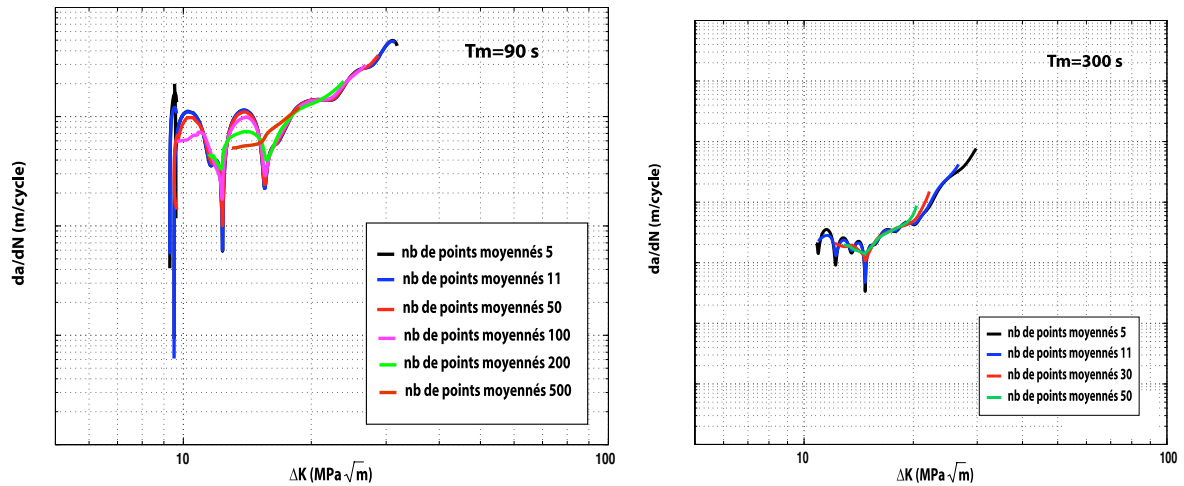 Tm=90 s
da/dN (m/cycle)
nb de points moyennés 5
nb de points moyennés 11
nb de points moyennés 50
nb de points moyennés 100
nb de points moyennés 200
nb de points moyennés 500
10
100
ΔK (MPa√m)
Tm=300 s
da/dN (m/cycle)
nb de points moyennés 5
nb de points moyennés 11
nb de points moyennés 30
nb de points moyennés 50
10
100
ΔK (MPa√m)